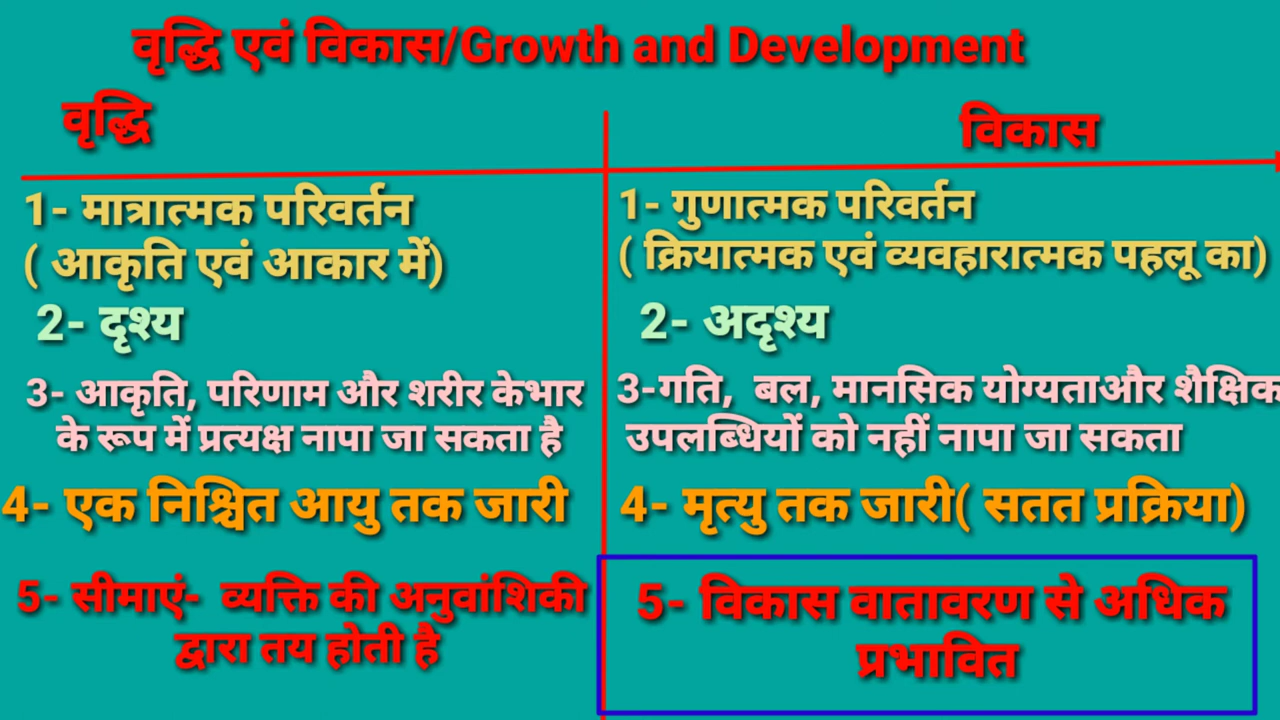 वृद्धि एवं विकास/Growth and Development
वृद्धि
विकास
1- मात्रात्मक परिवर्तन
( आकृति एवं आकार में)
2- दृश्य
3- आकृति, परिणाम और शरीर केभार
के रूप में प्रत्यक्ष नापा जा सकता है
4- एक निश्चित आयु तक जारी
5- सीमाएं- व्यक्ति की अनुवांशिकी
द्वारा तय होती है
1- गुणात्मक परिवर्तन
( क्रियात्मक एवं व्यवहारात्मक पहलू का)
2- अदृश्य
3-गति, बल, मानसिक योग्यताऔर शैक्षिक
उपलब्धियों को नहीं नापा जा सकता
4- मृत्यु तक जारी( सतत प्रक्रिया)
5- विकास वातावरण से अधिक
प्रभावित